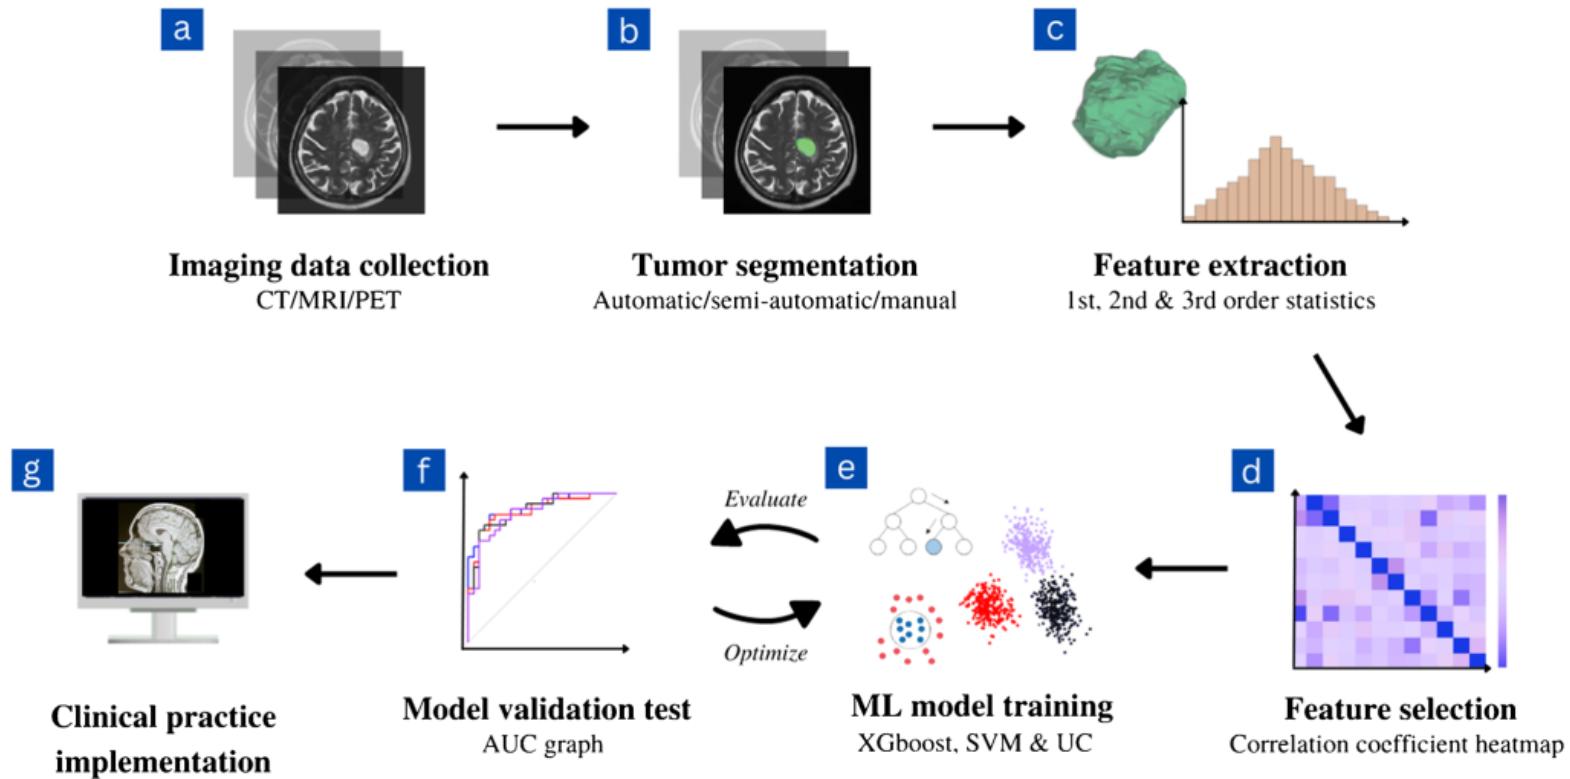 a
b
c
Imaging data collection
CT/MRI/PET
Tumor segmentation
Automatic/semi-automatic/manual
Feature extraction
1st, 2nd & 3rd order statistics
g
f
Evaluate
Optimize
e
d
Clinical practice
implementation
Model validation test
AUC graph
ML model training
XGboost, SVM & UC
Feature selection
Correlation coefficient heatmap